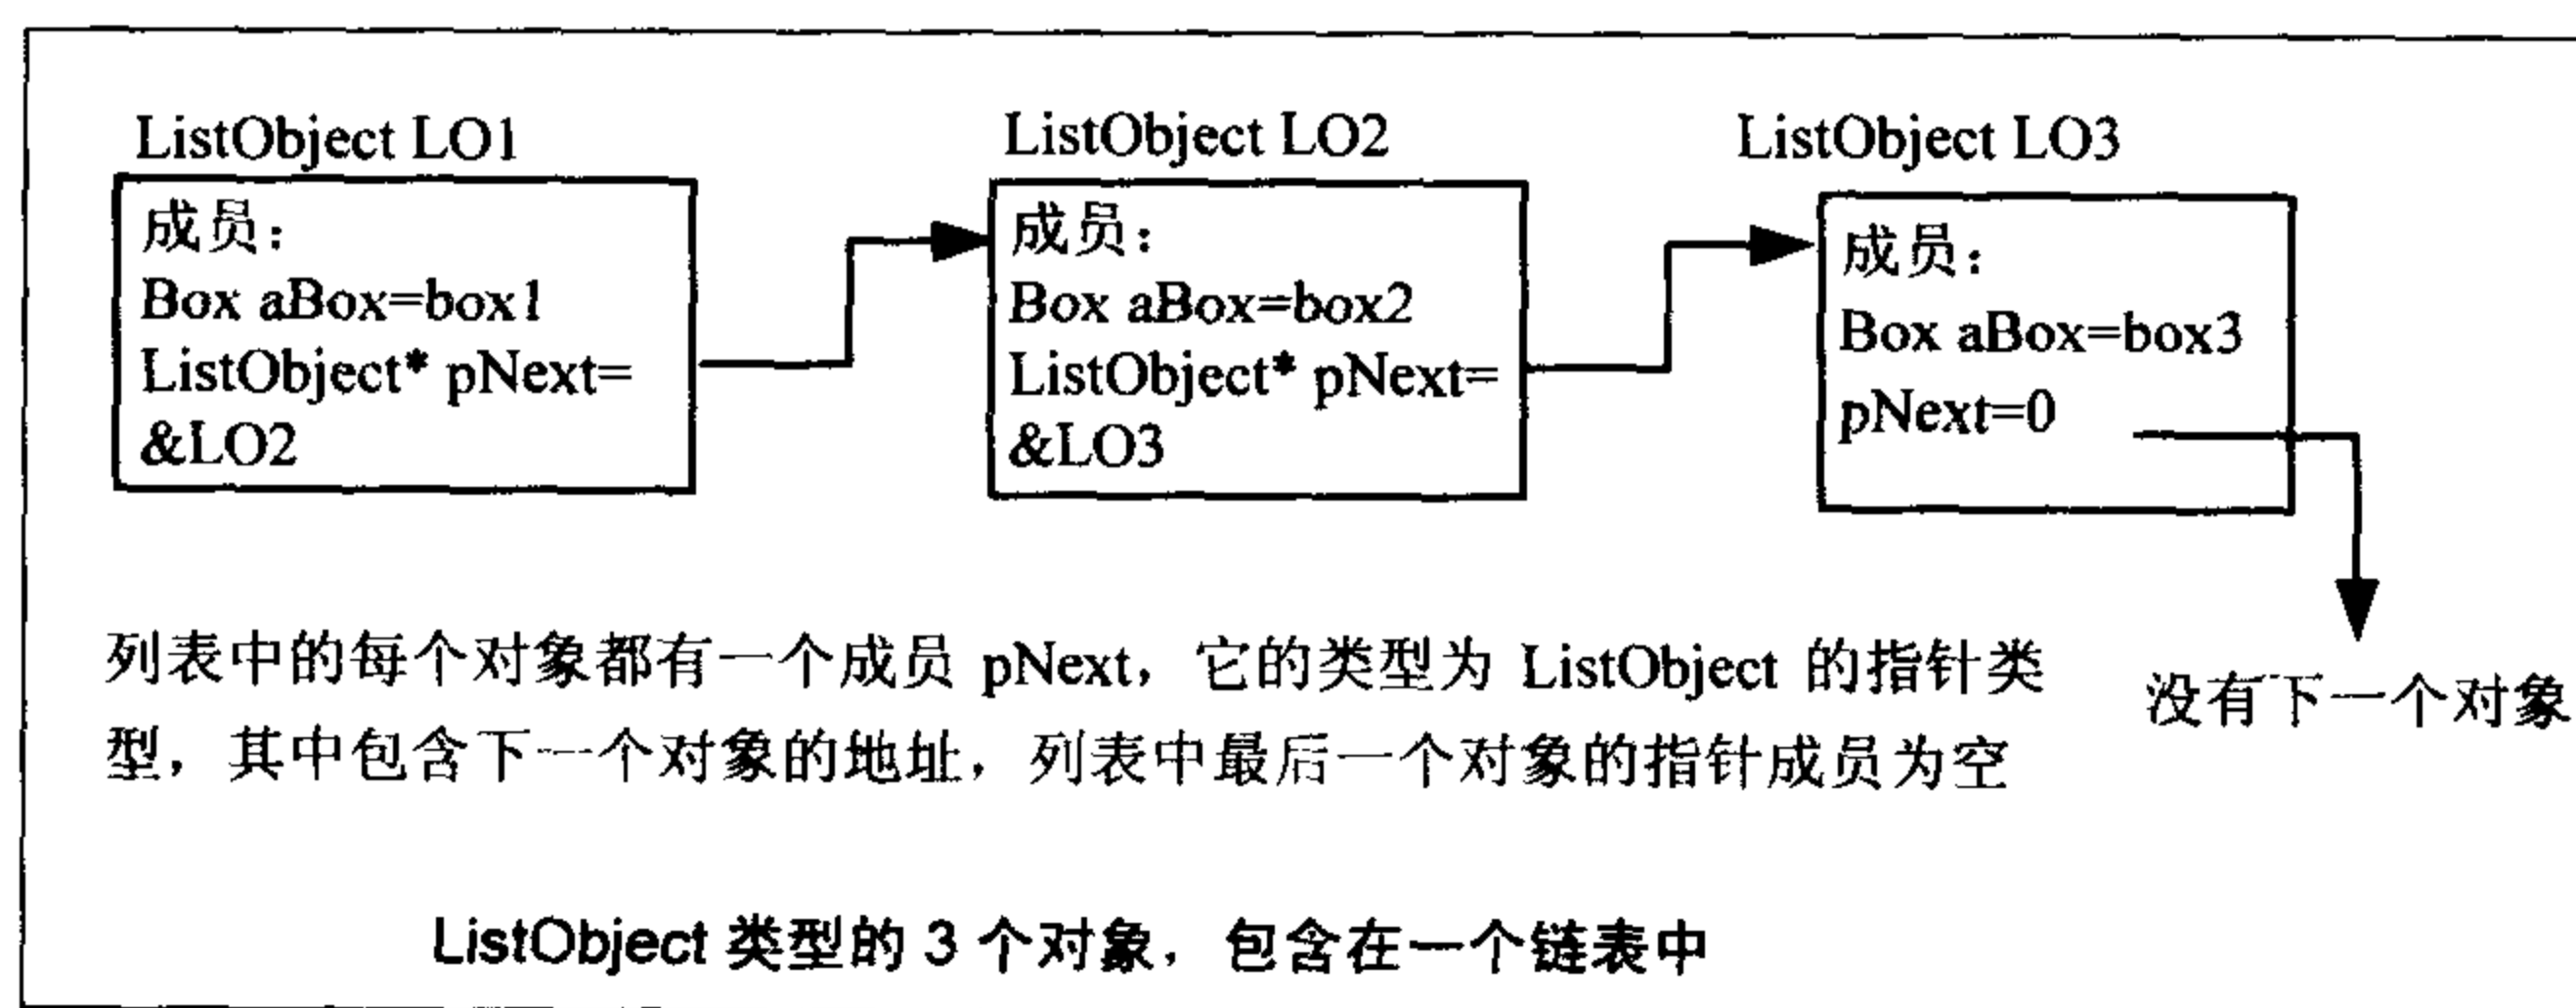 ListObject LO1
成员：
Box aBox=box1
ListObject* pNext=
&LO2
ListObject LO2
成员：
Box aBox=box2
ListObject* pNext=
&LO3
ListObject LO3
成员：
Box aBox=box3
pNext=0
列表中的每个对象都有一个成员 pNext，它的类型为 ListObject 的指针类
型，其中包含下一个对象的地址，列表中最后一个对象的指针成员为空
没有下一个对象
ListObject 类型的 3 个对象，包含在一个链表中